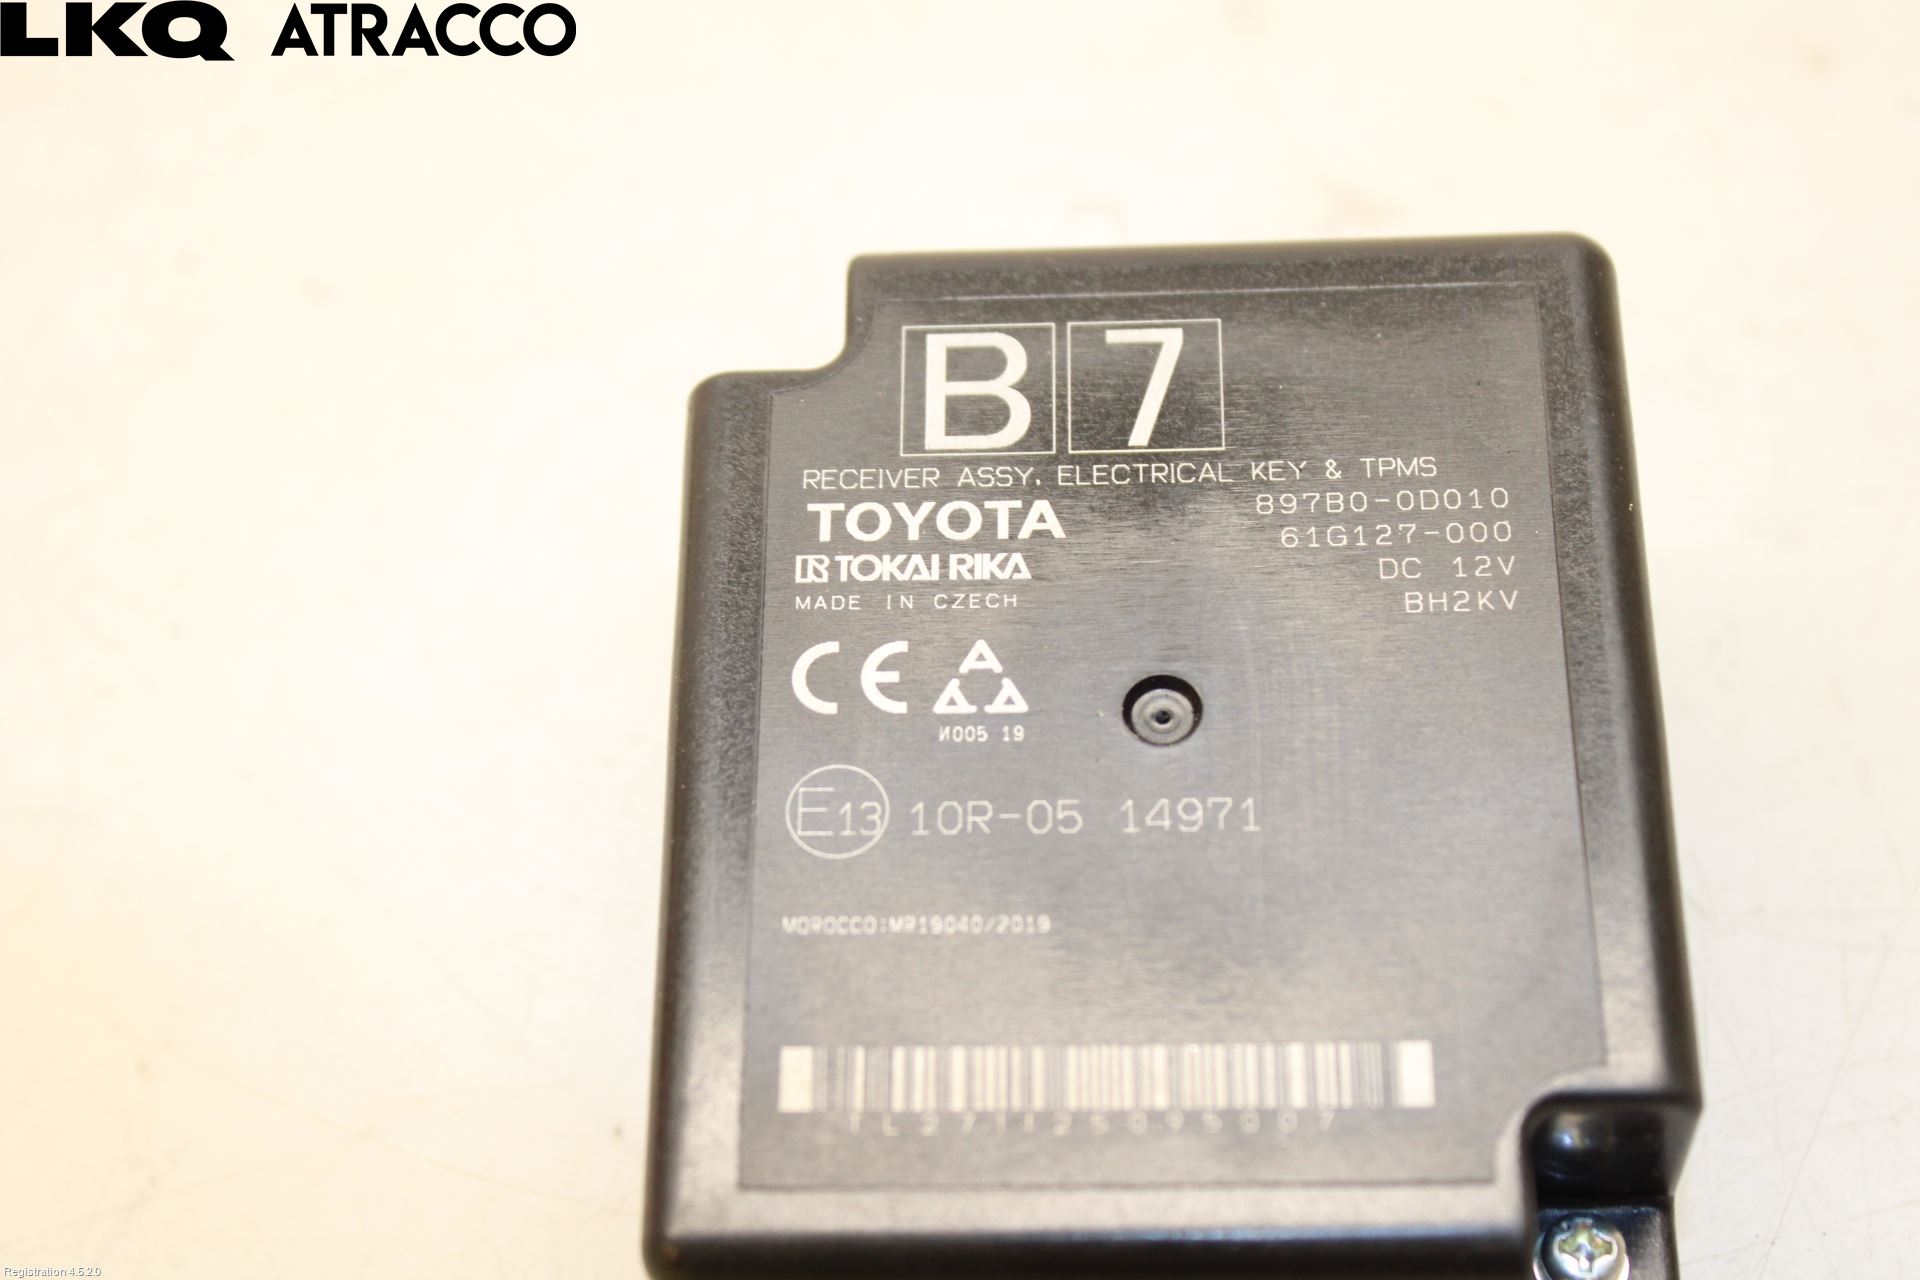 LKQ ATRACCO
B 7
RECEIVER ASSY, ELECTRICAL KEY & TPMS
TOYOTA 897B0-0D010
61G127-000
TOKAI RIKA DC 12V
MADE IN CZECH BH2KV
CE
И005 19
E13 10R-05 14971
MOROCCO:MR19040/2019
Registration 4.5.2.0